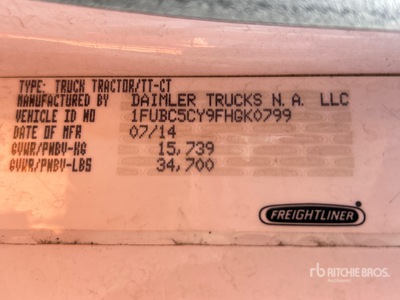 TYPE: TRUCK TRACTOR/TT-CT
MANUFACTURED BY DAIMLER TRUCKS N.A. LLC
VEHICLE ID NO 1FUBC5CY9FHGK0799
DATE OF MFR 07/14
GVWR/PNBV-KG 15,739
GVWR/PNBV-LBS 34,700
FREIGHTLINER
rb RITCHIE BROS.